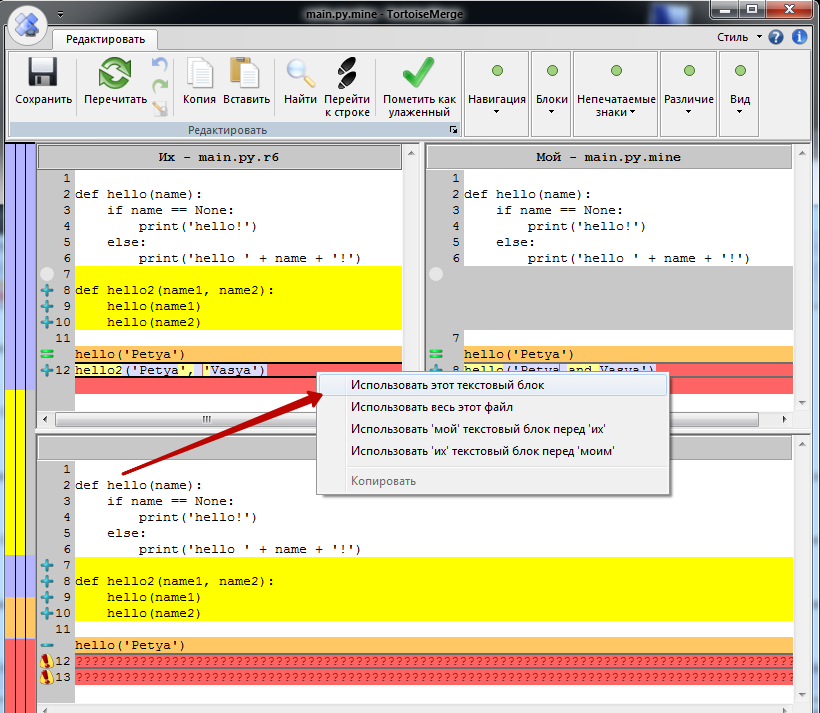 main.py.mine - TortoiseMerge
Редактировать
Стиль
Сохранить
Перечитать
Копия
Вставить
Найти
Перейти
к строке
Пометить как
улаженный
Навигация
Блоки
Непечатаемые
знаки
Различие
Вид
Редактировать
Их - main.py.r6
1
2 def hello(name):
3 if name == None:
4 print('hello!')
5 else:
6 print('hello ' + name + '!')
7
8 def hello2(name1, name2):
9 hello(name1)
10 hello(name2)
11
hello('Petya')
12 hello2('Petya', 'Vasya')
Мой - main.py.mine
1
2 def hello(name):
3 if name == None:
4 print('hello!')
5 else:
6 print('hello ' + name + '!')
7
hello('Petya')
8 hello('Petya and Vasya')
Использовать этот текстовый блок
Использовать весь этот файл
Использовать 'мой' текстовый блок перед 'их'
Использовать 'их' текстовый блок перед 'моим'
Копировать
1
2 def hello(name):
3 if name == None:
4 print('hello!')
5 else:
6 print('hello ' + name + '!')
7
8 def hello2(name1, name2):
9 hello(name1)
10 hello(name2)
11
hello('Petya')
12 ??????????????????????????????????????????????????????????????????????????????????????????
13 ??????????????????????????????????????????????????????????????????????????????????????????